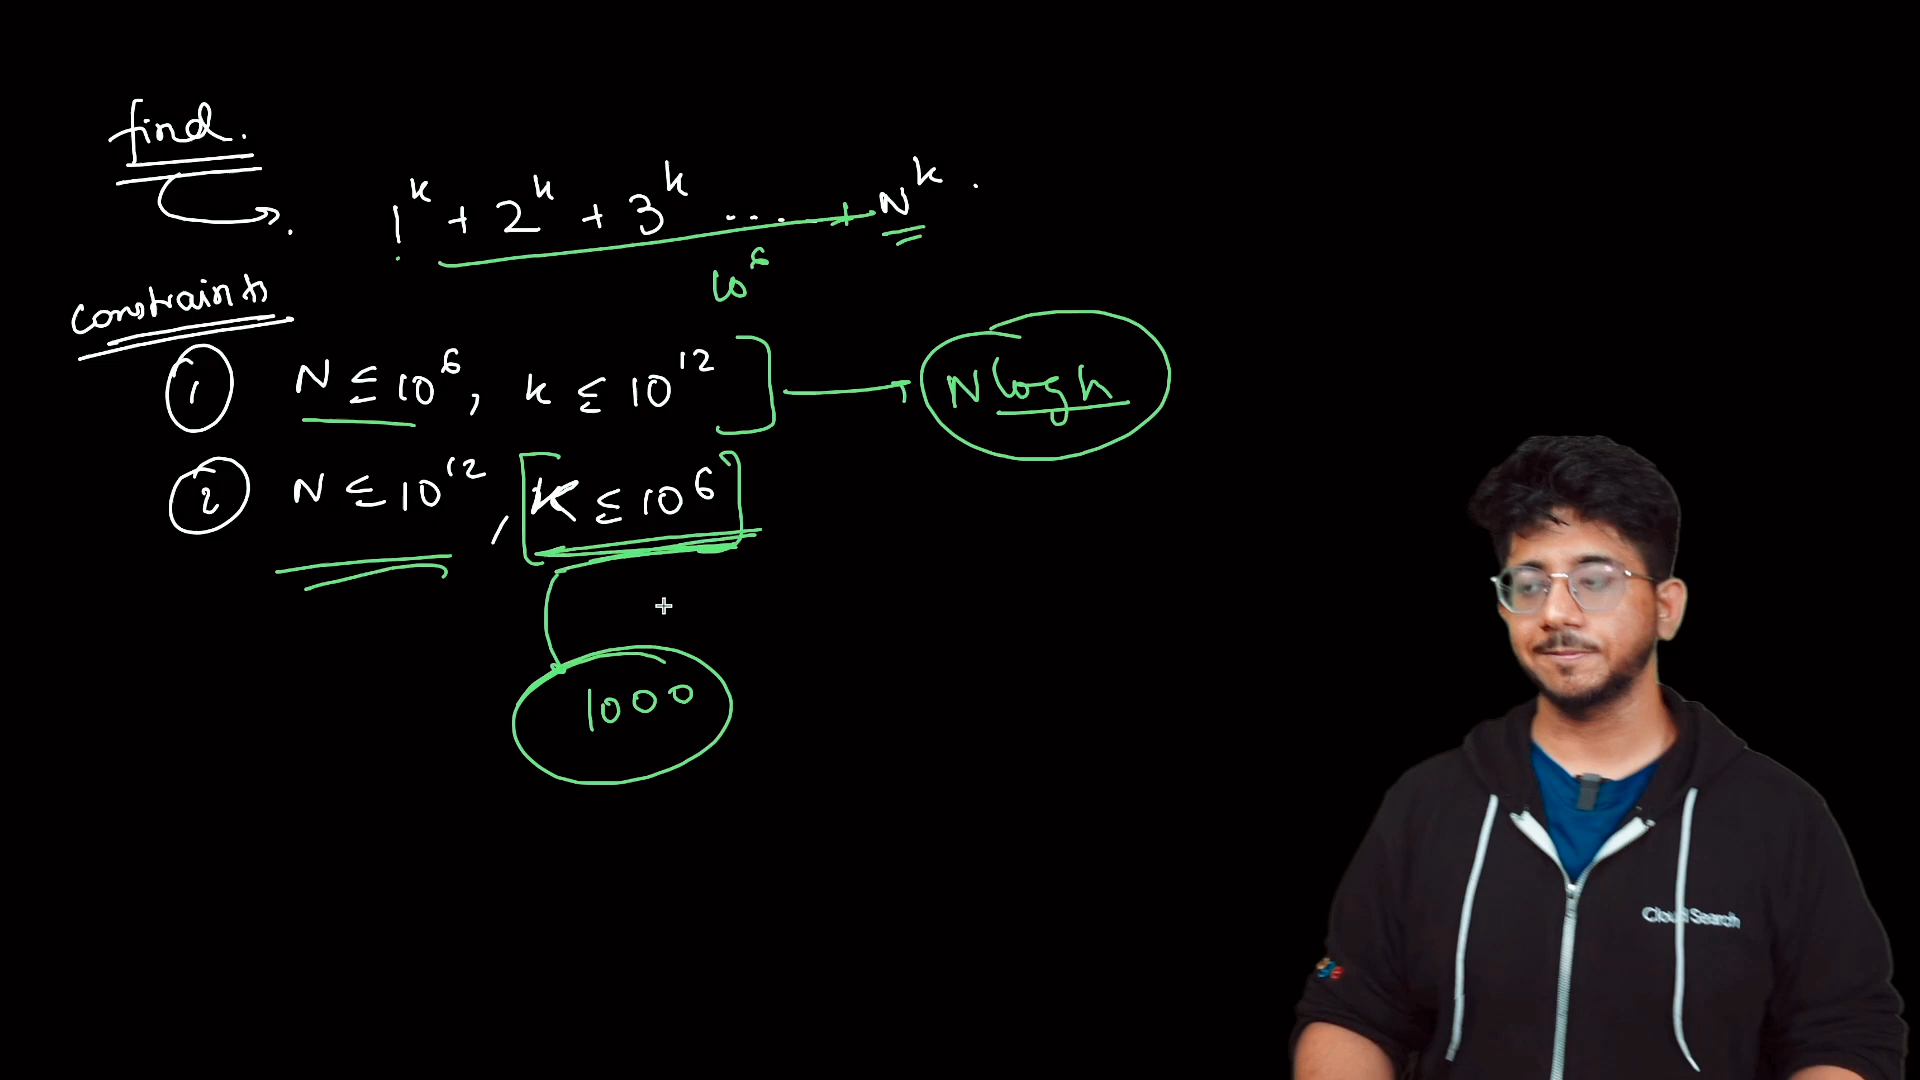 find.
1^k + 2^k + 3^k ... + N^k.
10^6
constraints
① N ≤ 10^6, k ≤ 10^12 → N log k
② N ≤ 10^12, K ≤ 10^6
1000
Cloud Search